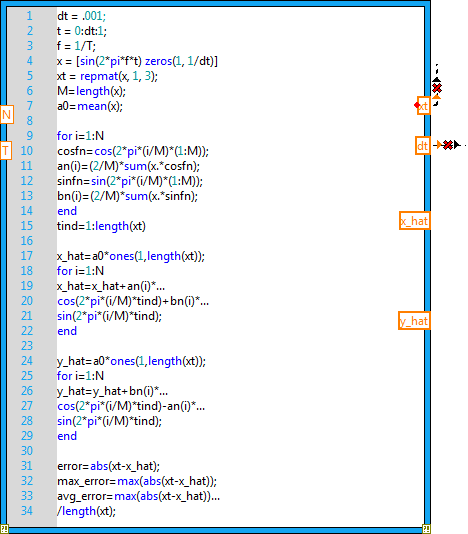 1 dt = .001;
2 t = 0:dt:1;
3 f = 1/T;
4 x = [sin(2*pi*f*t) zeros(1, 1/dt)]
5 xt = repmat(x, 1, 3);
6 M=length(x);
7 a0=mean(x);
8
9 for i=1:N
10 cosfn=cos(2*pi*(i/M)*(1:M));
11 an(i)=(2/M)*sum(x.*cosfn);
12 sinfn=sin(2*pi*(i/M)*(1:M));
13 bn(i)=(2/M)*sum(x.*sinfn);
14 end
15 tind=1:length(xt)
16
17 x_hat=a0*ones(1,length(xt));
18 for i=1:N
19 x_hat=x_hat+an(i)*...
20 cos(2*pi*(i/M)*tind)+bn(i)*...
21 sin(2*pi*(i/M)*tind);
22 end
23
24 y_hat=a0*ones(1,length(xt));
25 for i=1:N
26 y_hat=y_hat+bn(i)*...
27 cos(2*pi*(i/M)*tind)-an(i)*...
28 sin(2*pi*(i/M)*tind);
29 end
30
31 error=abs(xt-x_hat);
32 max_error=max(abs(xt-x_hat));
33 avg_error=max(abs(xt-x_hat))...
34 /length(xt);
N
T
xt
dt
x_hat
y_hat
?!
?!